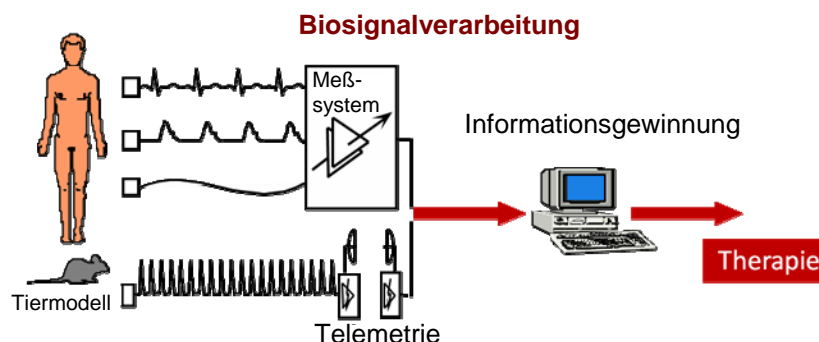 Biosignalverarbeitung
Meß-
system
Informationsgewinnung
Therapie
Tiermodell
Telemetrie